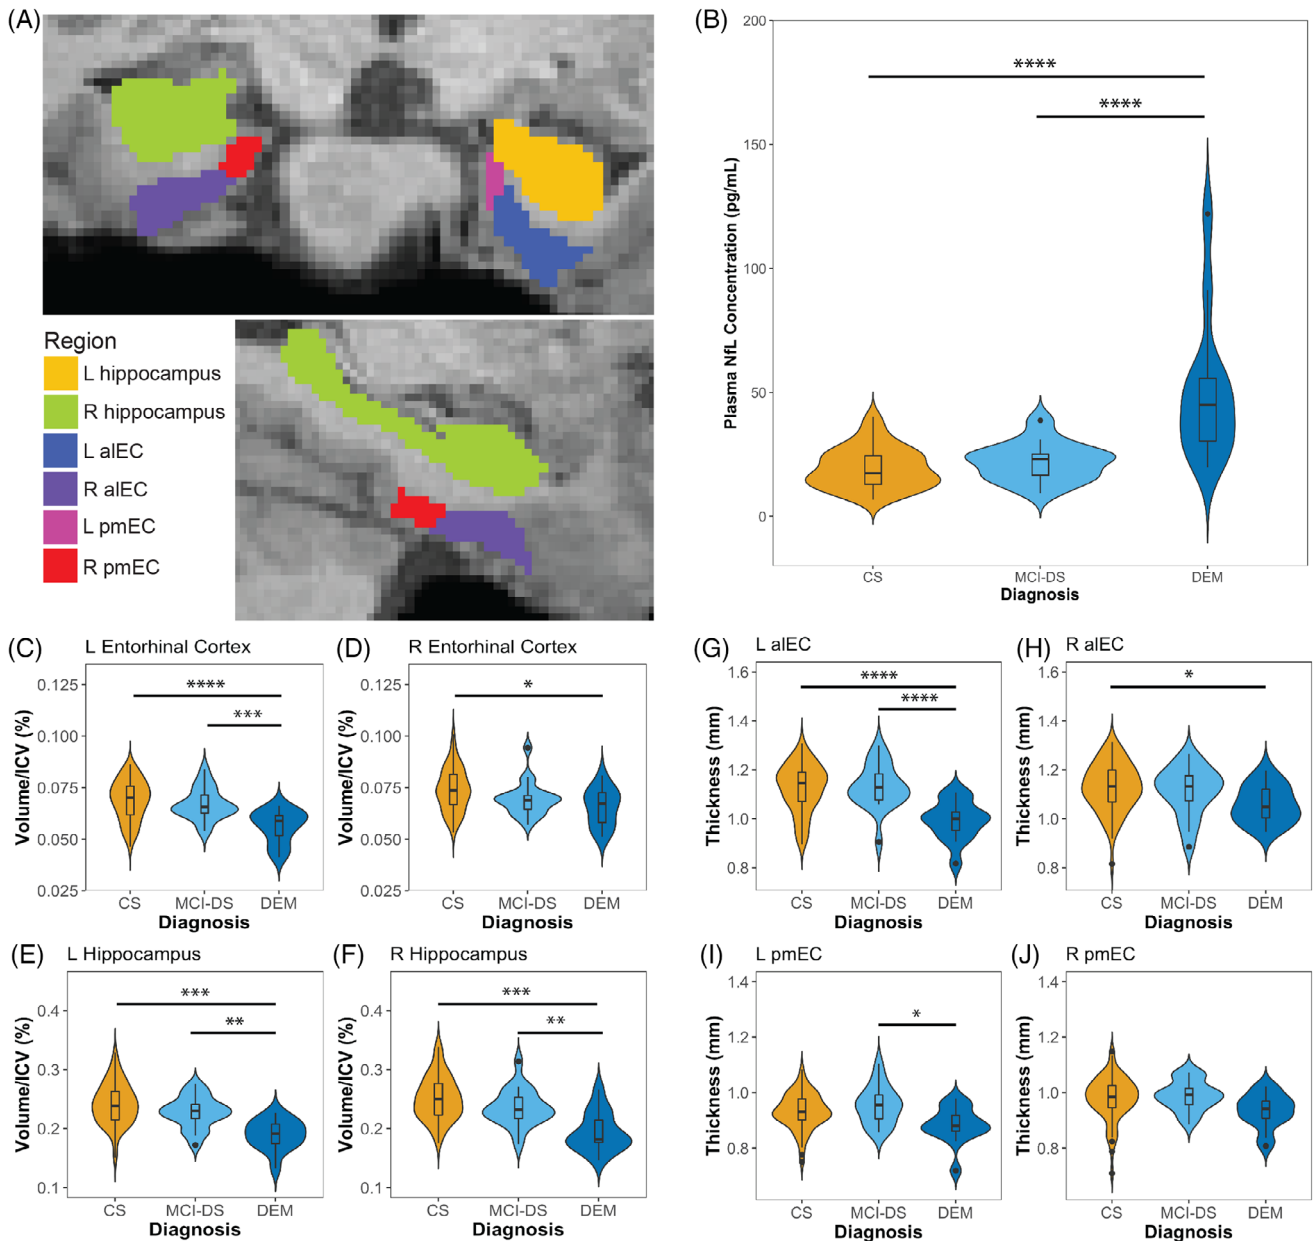 (A)
Region
L hippocampus
R hippocampus
L alEC
R alEC
L pmEC
R pmEC
(B)
200
150
100
50
0
Plasma NfL Concentration (pg/mL)
****
****
CS
MCI-DS
DEM
Diagnosis
(C)
L Entorhinal Cortex
0.125
0.100
0.075
0.050
0.025
Volume/ICV (%)
****
***
CS
MCI-DS
DEM
Diagnosis
(D)
R Entorhinal Cortex
0.125
0.100
0.075
0.050
0.025
Volume/ICV (%)
*
CS
MCI-DS
DEM
Diagnosis
(E)
L Hippocampus
0.4
0.3
0.2
0.1
Volume/ICV (%)
***
**
CS
MCI-DS
DEM
Diagnosis
(F)
R Hippocampus
0.4
0.3
0.2
0.1
Volume/ICV (%)
***
**
CS
MCI-DS
DEM
Diagnosis
(G)
L alEC
1.6
1.4
1.2
1.0
0.8
Thickness (mm)
****
****
CS
MCI-DS
DEM
Diagnosis
(H)
R alEC
1.6
1.4
1.2
1.0
0.8
Thickness (mm)
*
CS
MCI-DS
DEM
Diagnosis
(I)
L pmEC
1.4
1.2
1.0
0.8
Thickness (mm)
*
CS
MCI-DS
DEM
Diagnosis
(J)
R pmEC
1.4
1.2
1.0
0.8
Thickness (mm)
CS
MCI-DS
DEM
Diagnosis